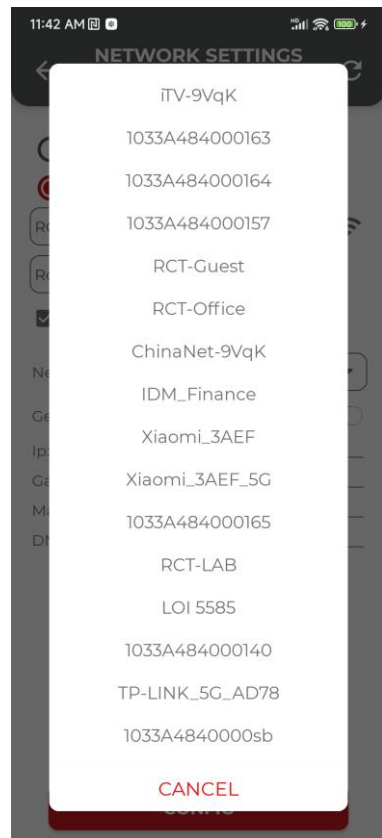 11:42 AM
100
NETWORK SETTINGS
iTV-9VqK
1033A484000163
1033A484000164
1033A484000157
RCT-Guest
RCT-Office
ChinaNet-9VqK
IDM_Finance
Xiaomi_3AEF
Xiaomi_3AEF_5G
1033A484000165
RCT-LAB
LOI 5585
1033A484000140
TP-LINK_5G_AD78
1033A4840000sb
CANCEL